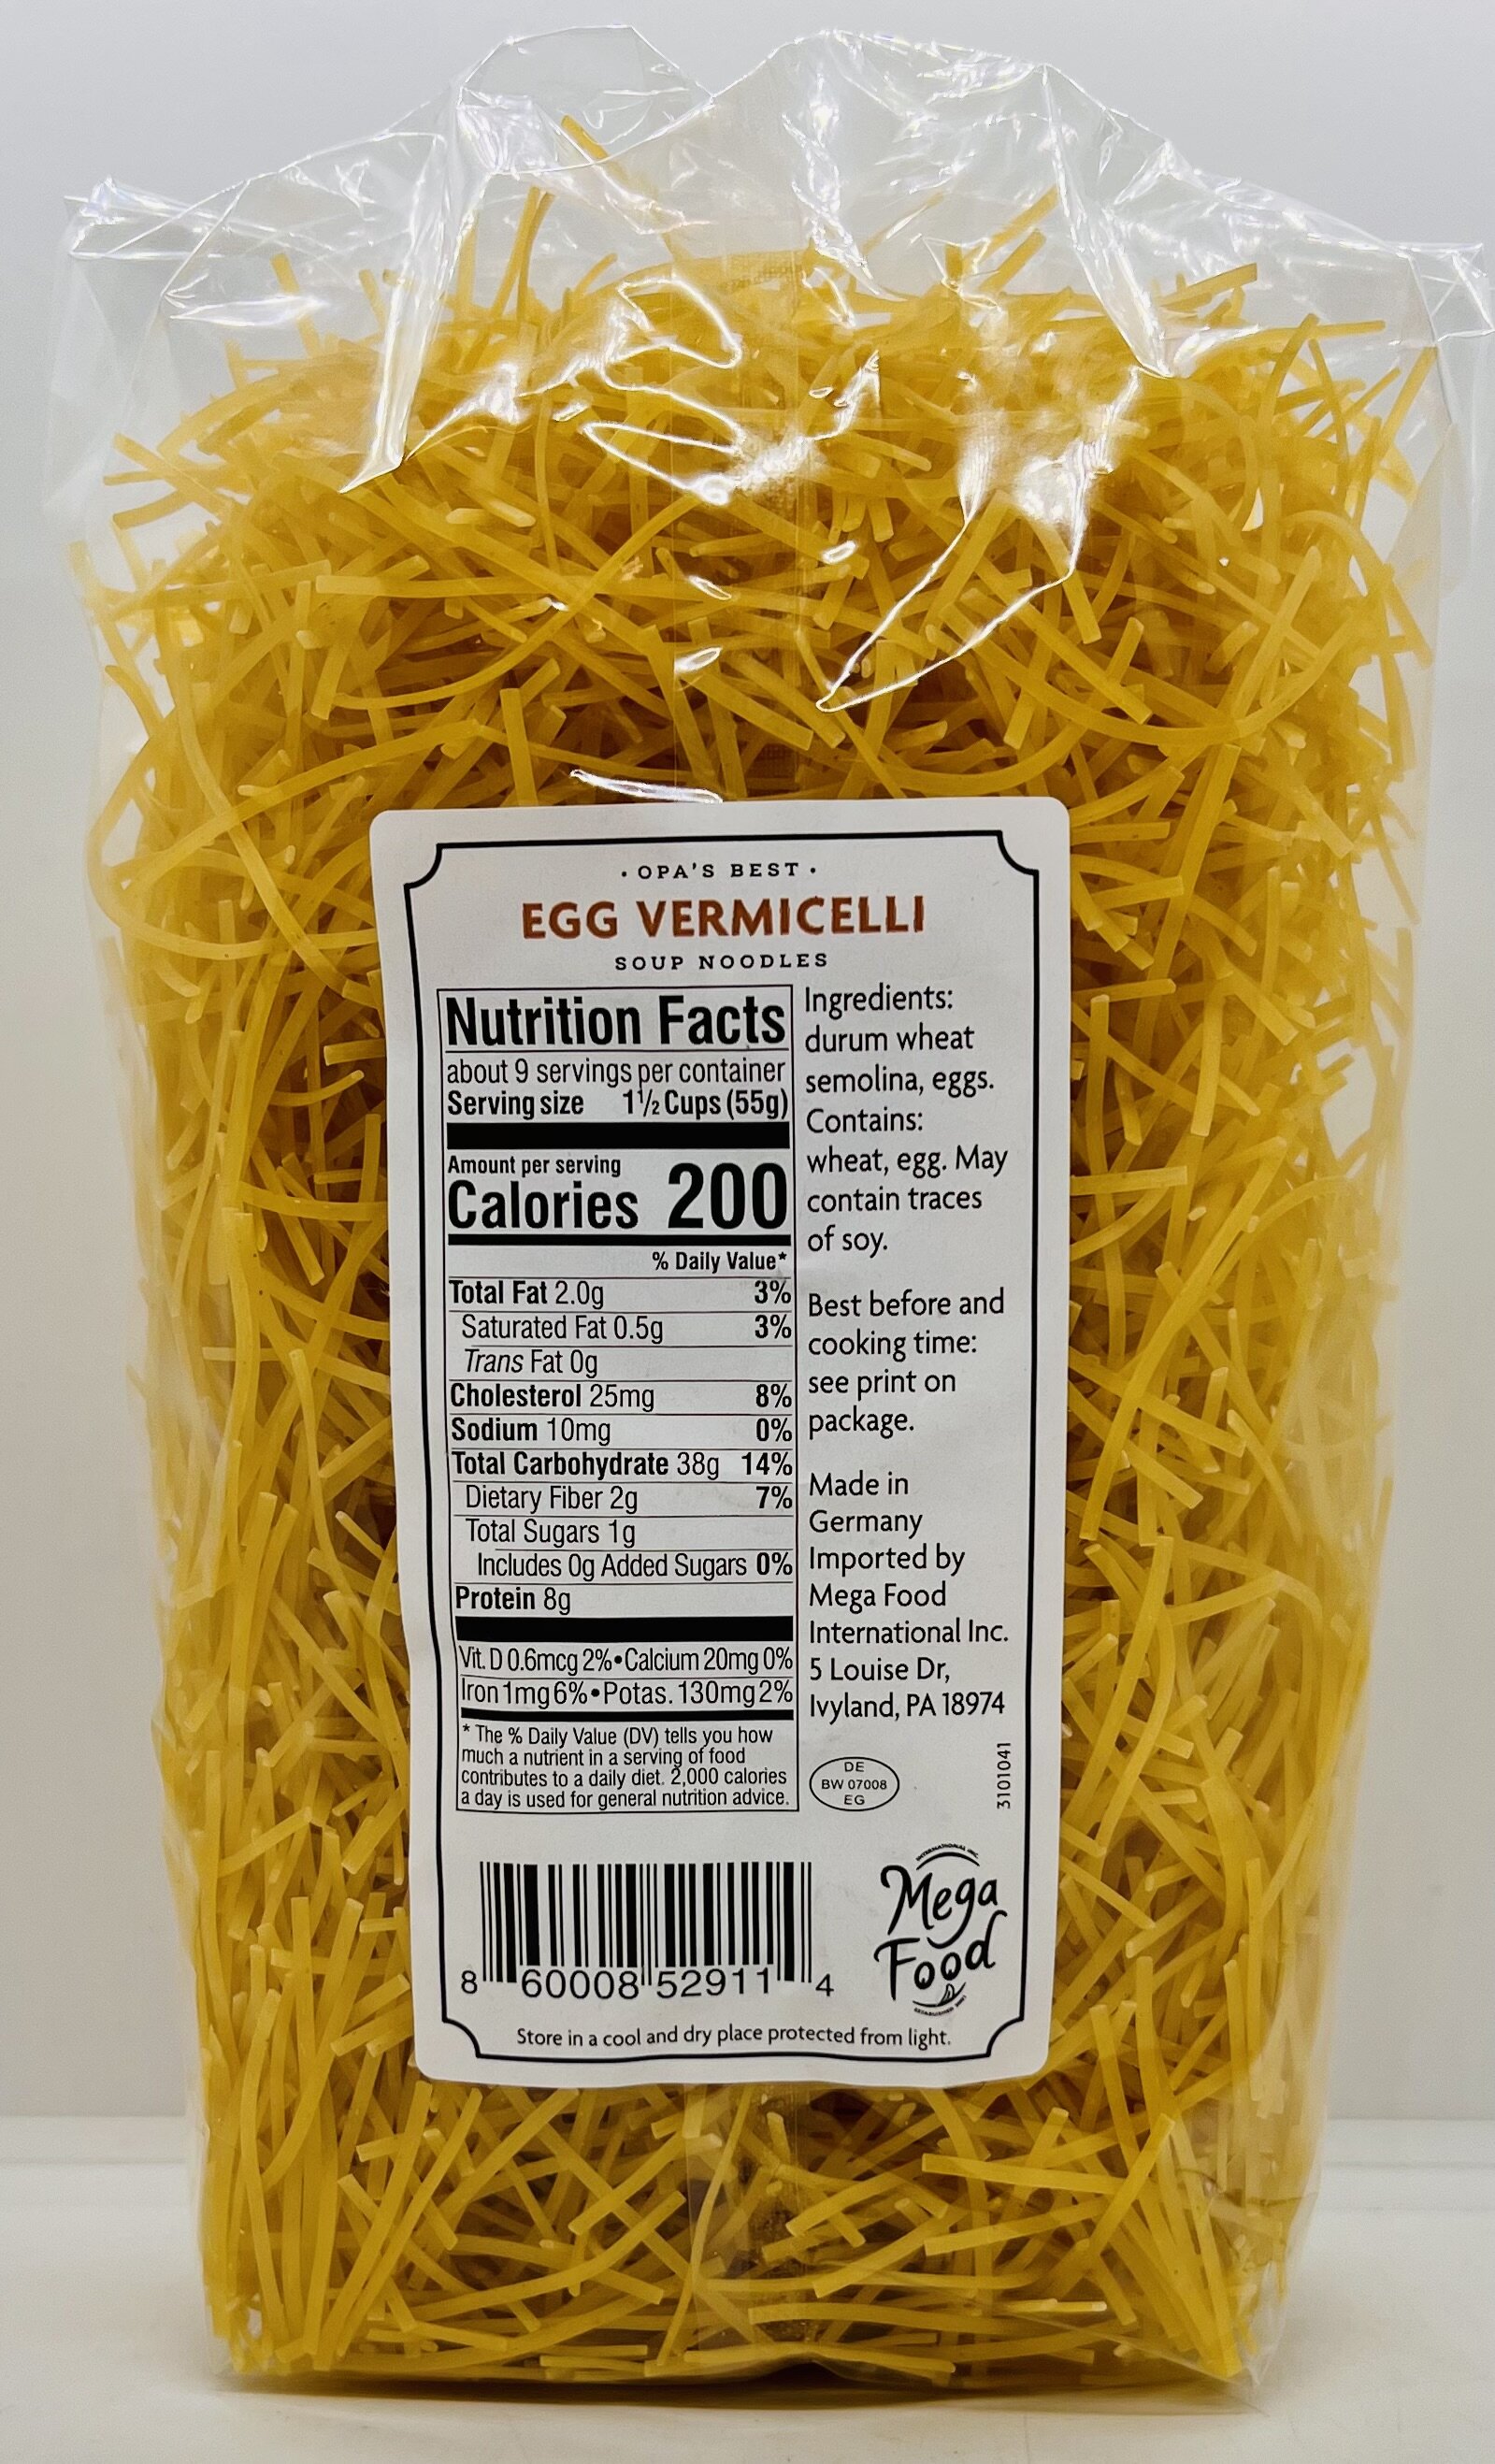 · OPA'S BEST ·
EGG VERMICELLI
SOUP NOODLES
Nutrition Facts
about 9 servings per container
Serving size 1½ Cups (55g)
Amount per serving
Calories 200
% Daily Value*
Total Fat 2.0g 3%
Saturated Fat 0.5g 3%
Trans Fat 0g
Cholesterol 25mg 8%
Sodium 10mg 0%
Total Carbohydrate 38g 14%
Dietary Fiber 2g 7%
Total Sugars 1g
Includes 0g Added Sugars 0%
Protein 8g
Vit. D 0.6mcg 2%•Calcium 20mg 0%
Iron 1mg 6%•Potas. 130mg 2%
* The % Daily Value (DV) tells you how
much a nutrient in a serving of food
contributes to a daily diet. 2,000 calories
a day is used for general nutrition advice.
Ingredients:
durum wheat
semolina, eggs.
Contains:
wheat, egg. May
contain traces
of soy.
Best before and
cooking time:
see print on
package.
Made in
Germany
Imported by
Mega Food
International Inc.
5 Louise Dr,
Ivyland, PA 18974
DE
BW 07008
EG
3101041
8 60008 52911 4
INTERNATIONAL INC.
Mega
Food
Store in a cool and dry place protected from light.